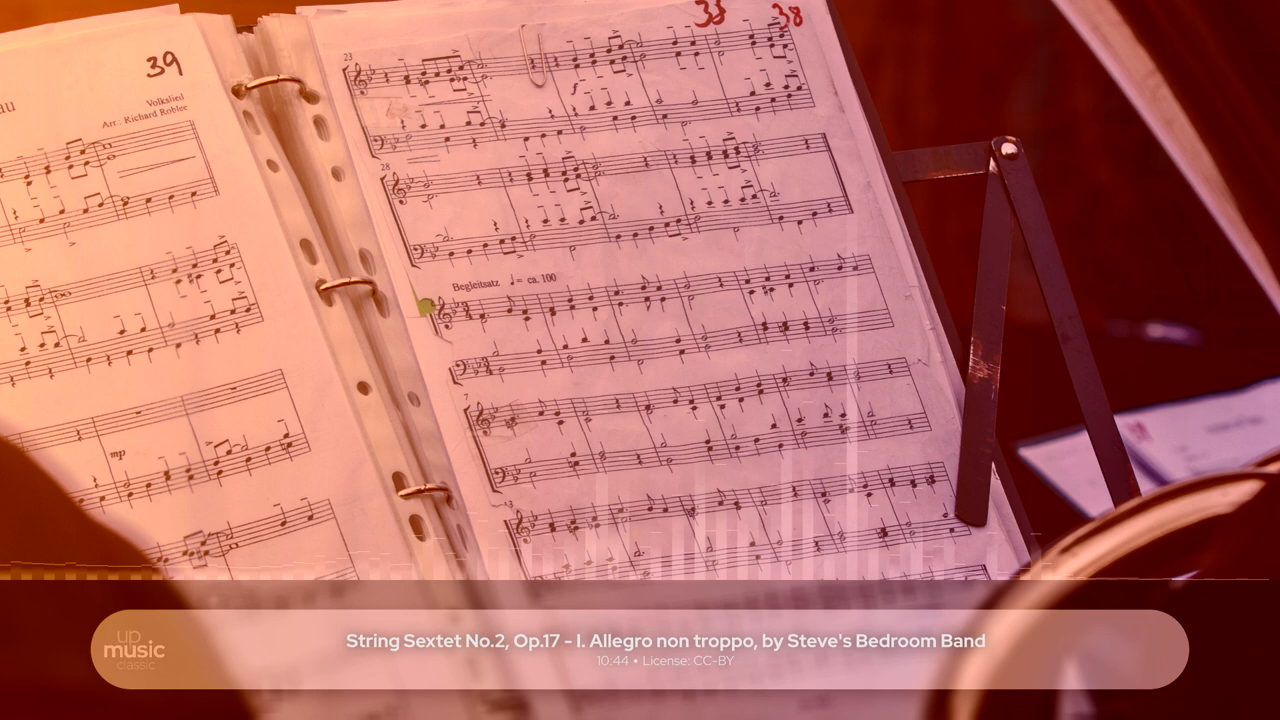 39
au
Volkslied
Arr.: Richard Roblee
mp
33 38
23
f
28
Begleitsatz ♩= ca. 100
7
13
up
music
classic
String Sextet No.2, Op.17 - I. Allegro non troppo, by Steve's Bedroom Band
10:44 • License: CC-BY